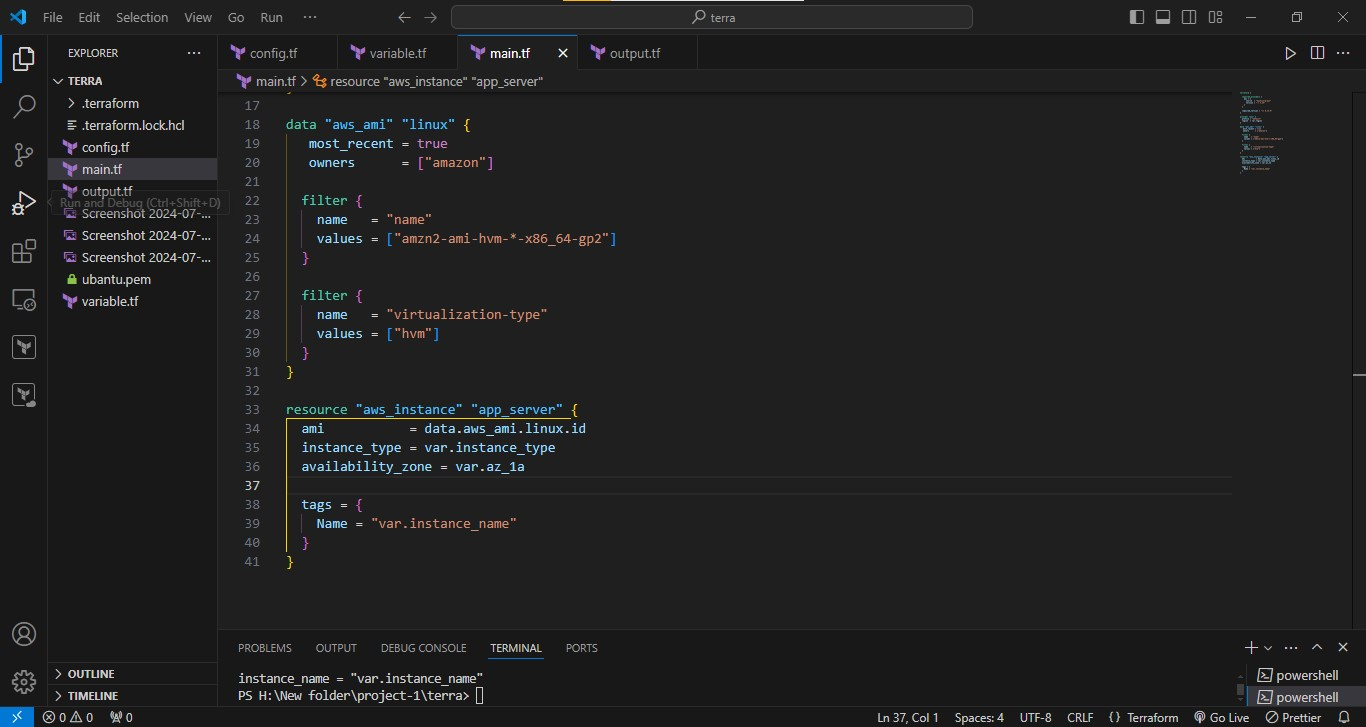 File Edit Selection View Go Run ··· terra
EXPLORER ···
TERRA
.terraform
.terraform.lock.hcl
config.tf
main.tf
output.tf
Run and Debug (Ctrl+Shift+D)
Screenshot 2024-07-...
Screenshot 2024-07-...
Screenshot 2024-07-...
ubantu.pem
variable.tf
OUTLINE
TIMELINE
config.tf variable.tf main.tf output.tf
main.tf > resource "aws_instance" "app_server"
17
18 data "aws_ami" "linux" {
19 most_recent = true
20 owners = ["amazon"]
21
22 filter {
23 name = "name"
24 values = ["amzn2-ami-hvm-*-x86_64-gp2"]
25 }
26
27 filter {
28 name = "virtualization-type"
29 values = ["hvm"]
30 }
31 }
32
33 resource "aws_instance" "app_server" {
34 ami = data.aws_ami.linux.id
35 instance_type = var.instance_type
36 availability_zone = var.az_1a
37
38 tags = {
39 Name = "var.instance_name"
40 }
41 }
PROBLEMS OUTPUT DEBUG CONSOLE TERMINAL PORTS
instance_name = "var.instance_name"
PS H:\New folder\project-1\terra>
powershell
powershell
0 0 0 Ln 37, Col 1 Spaces: 4 UTF-8 CRLF {} Terraform Go Live Prettier